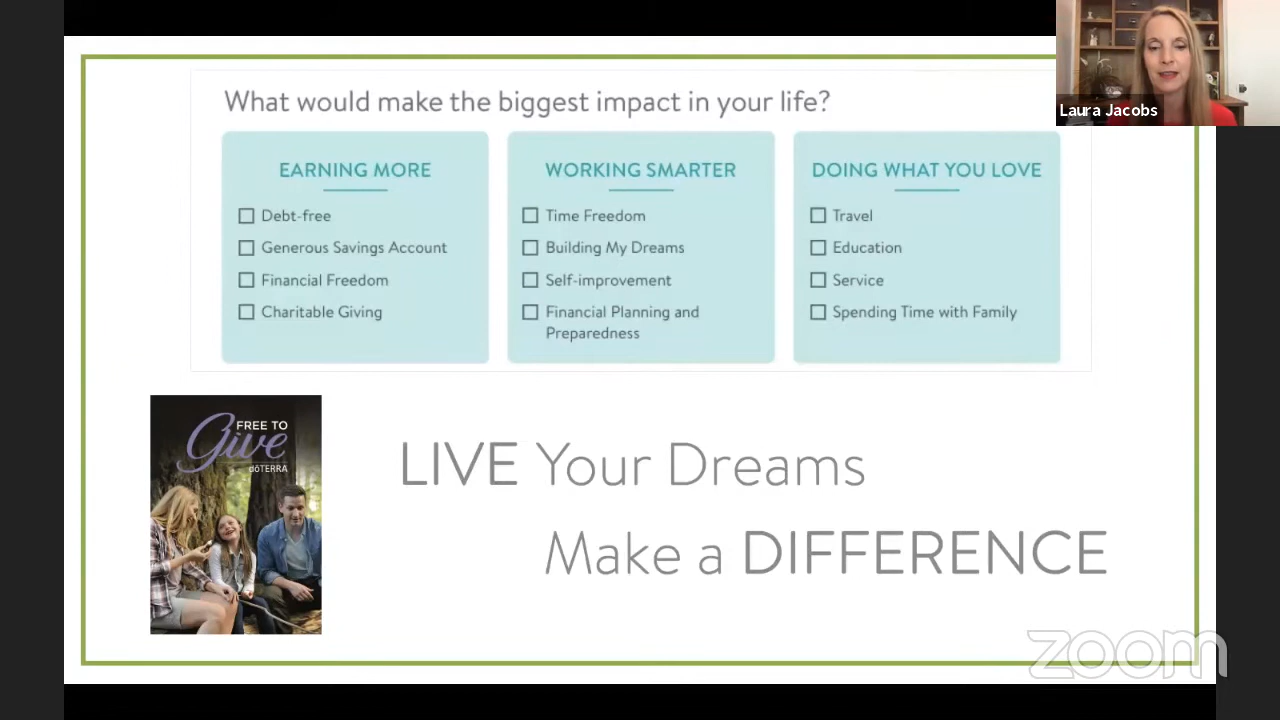 What would make the biggest impact in your life?
EARNING MORE
Debt-free
Generous Savings Account
Financial Freedom
Charitable Giving
WORKING SMARTER
Time Freedom
Building My Dreams
Self-improvement
Financial Planning and
Preparedness
DOING WHAT YOU LOVE
Travel
Education
Service
Spending Time with Family
Laura Jacobs
FREE TO
Give
dōTERRA
LIVE Your Dreams
Make a DIFFERENCE
zoom